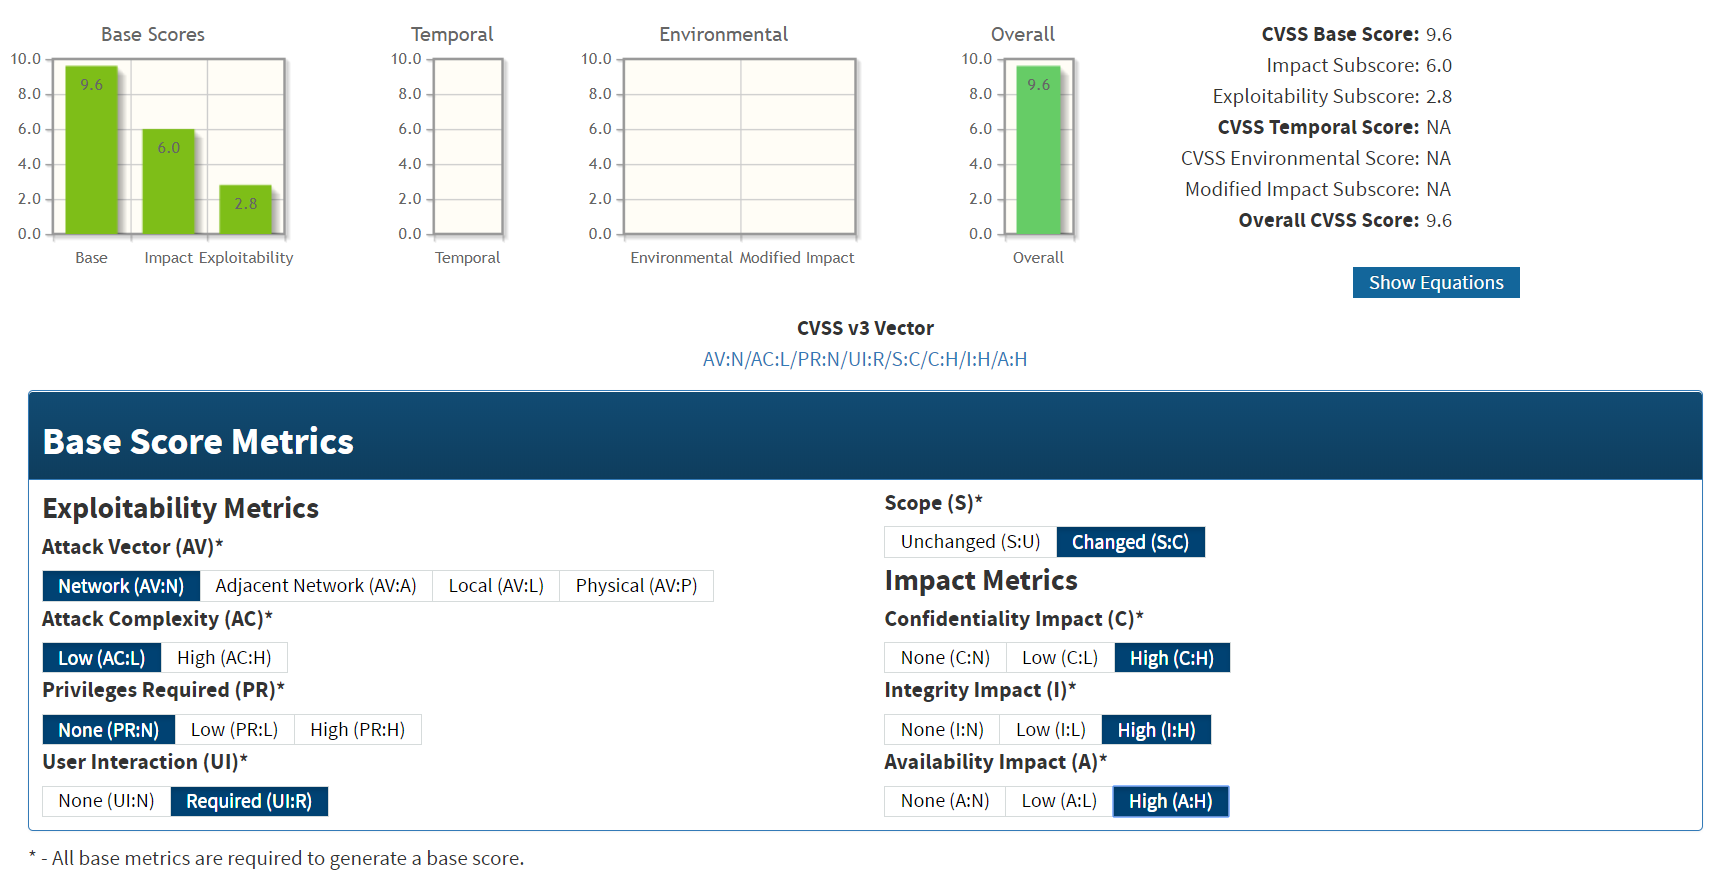 Base Scores
10.0
8.0
6.0
4.0
2.0
0.0
9.6
6.0
2.8
Base Impact Exploitability
Temporal
10.0
8.0
6.0
4.0
2.0
0.0
Temporal
Environmental
10.0
8.0
6.0
4.0
2.0
0.0
Environmental Modified Impact
Overall
10.0
8.0
6.0
4.0
2.0
0.0
9.6
Overall
CVSS Base Score: 9.6
Impact Subscore: 6.0
Exploitability Subscore: 2.8
CVSS Temporal Score: NA
CVSS Environmental Score: NA
Modified Impact Subscore: NA
Overall CVSS Score: 9.6
Show Equations
CVSS v3 Vector
AV:N/AC:L/PR:N/UI:R/S:C/C:H/I:H/A:H
Base Score Metrics
Exploitability Metrics
Attack Vector (AV)*
Network (AV:N) Adjacent Network (AV:A) Local (AV:L) Physical (AV:P)
Attack Complexity (AC)*
Low (AC:L) High (AC:H)
Privileges Required (PR)*
None (PR:N) Low (PR:L) High (PR:H)
User Interaction (UI)*
None (UI:N) Required (UI:R)
Scope (S)*
Unchanged (S:U) Changed (S:C)
Impact Metrics
Confidentiality Impact (C)*
None (C:N) Low (C:L) High (C:H)
Integrity Impact (I)*
None (I:N) Low (I:L) High (I:H)
Availability Impact (A)*
None (A:N) Low (A:L) High (A:H)
* - All base metrics are required to generate a base score.